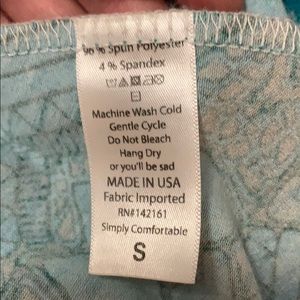 96% Spun Polyester
4% Spandex
Machine Wash Cold
Gentle Cycle
Do Not Bleach
Hang Dry
or you'll be sad
MADE IN USA
Fabric Imported
RN#142161
Simply Comfortable
S